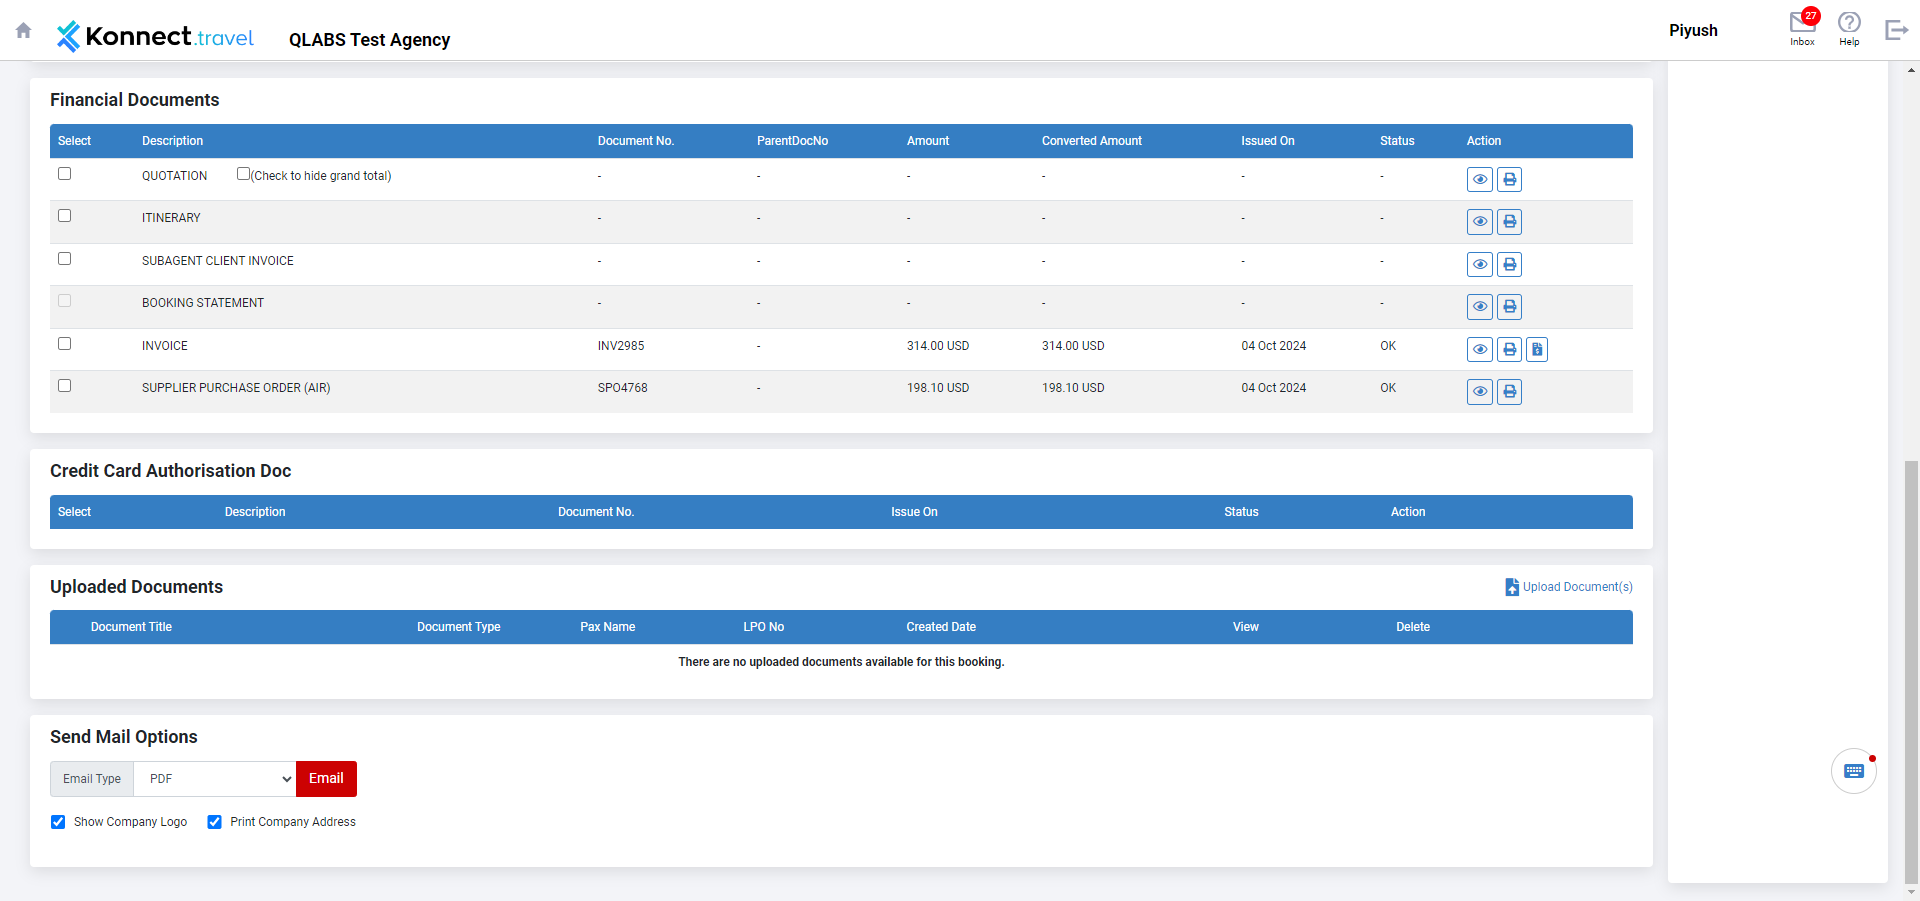 Konnect.travel QLABS Test Agency Piyush 27 Inbox Help
Financial Documents
Select Description Document No. ParentDocNo Amount Converted Amount Issued On Status Action
QUOTATION (Check to hide grand total) - - - - - -
ITINERARY - - - - - -
SUBAGENT CLIENT INVOICE - - - - - -
BOOKING STATEMENT - - - - - -
INVOICE INV2985 - 314.00 USD 314.00 USD 04 Oct 2024 OK
SUPPLIER PURCHASE ORDER (AIR) SPO4768 - 198.10 USD 198.10 USD 04 Oct 2024 OK
Credit Card Authorisation Doc
Select Description Document No. Issue On Status Action
Uploaded Documents Upload Document(s)
Document Title Document Type Pax Name LPO No Created Date View Delete
There are no uploaded documents available for this booking.
Send Mail Options
Email Type PDF Email
Show Company Logo Print Company Address